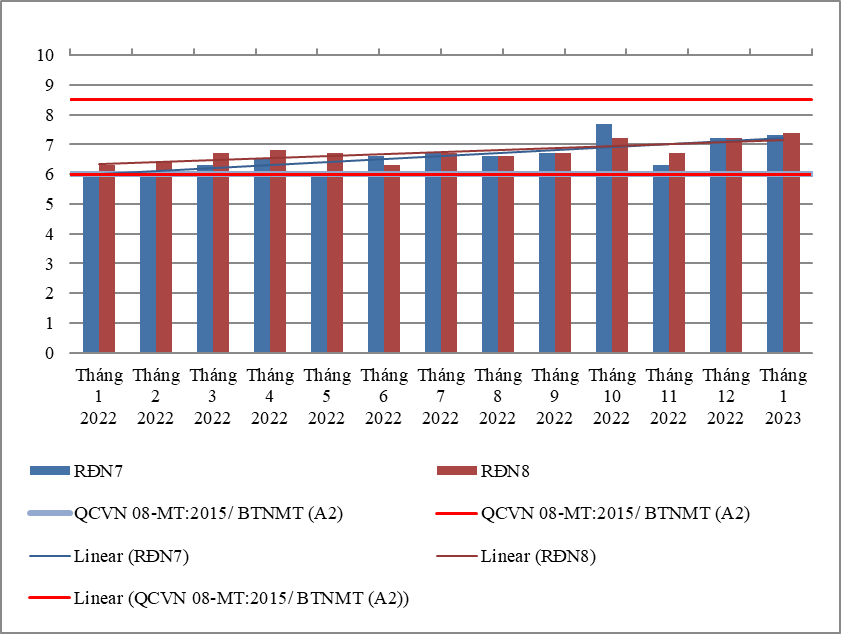 10
9
8
7
6
5
4
3
2
1
0
Tháng 1 2022
Tháng 2 2022
Tháng 3 2022
Tháng 4 2022
Tháng 5 2022
Tháng 6 2022
Tháng 7 2022
Tháng 8 2022
Tháng 9 2022
Tháng 10 2022
Tháng 11 2022
Tháng 12 2022
Tháng 1 2023
RĐN7
RĐN8
QCVN 08-MT:2015/ BTNMT (A2)
QCVN 08-MT:2015/ BTNMT (A2)
Linear (RĐN7)
Linear (RĐN8)
Linear (QCVN 08-MT:2015/ BTNMT (A2))